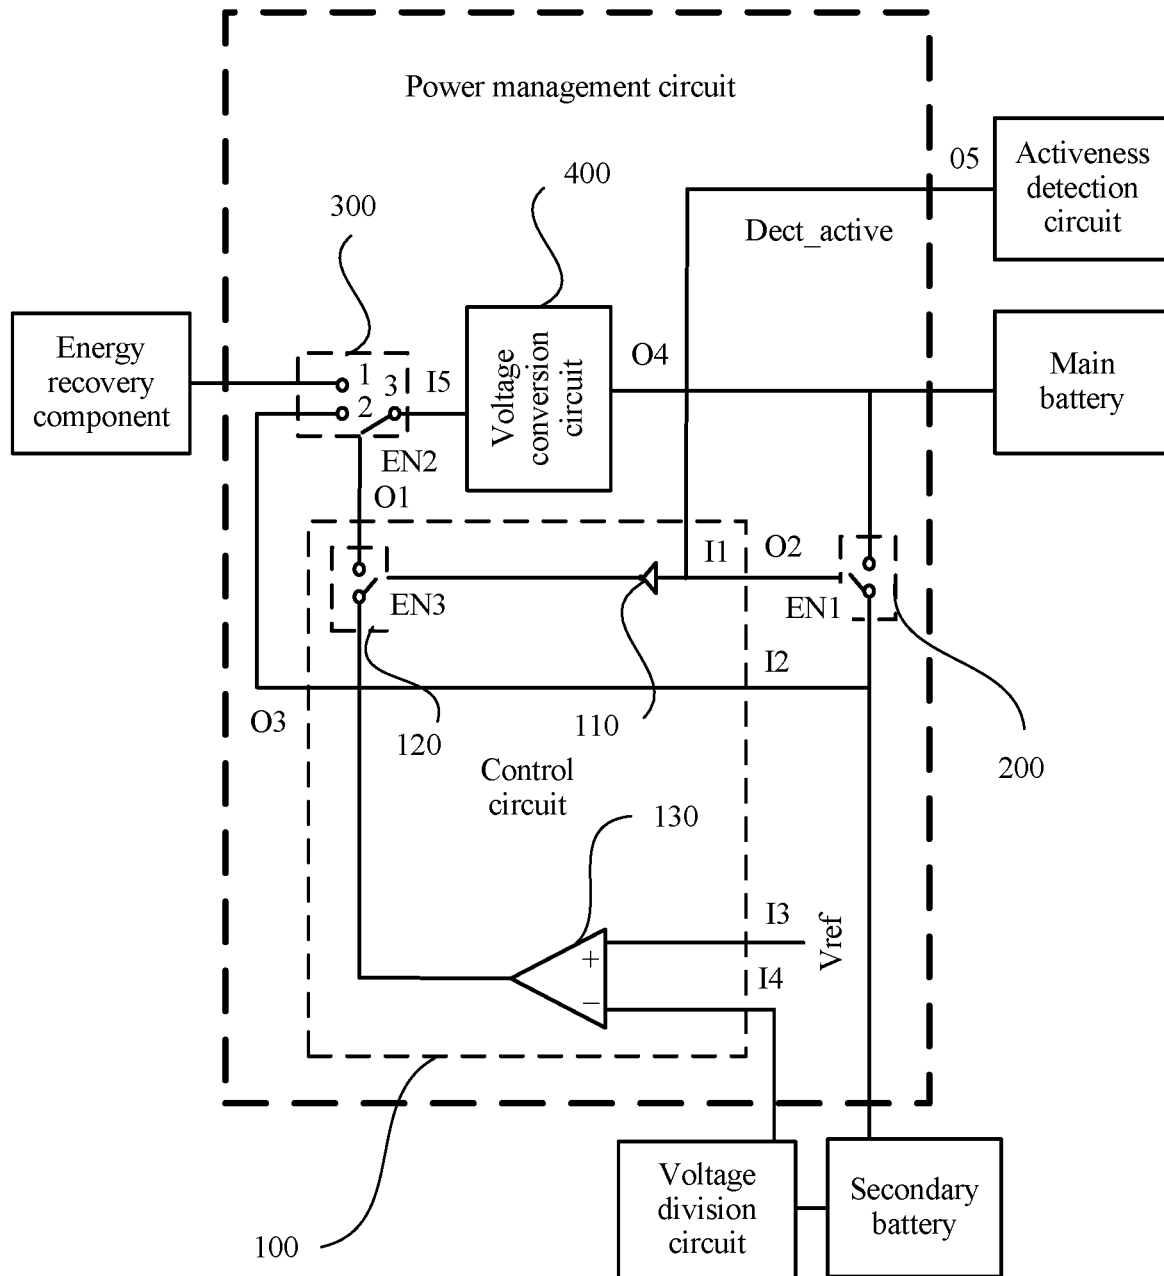 Power management circuit
05
Activeness
detection
circuit
400
300
Dect_active
Energy
recovery
component
1
3
2
I5
Voltage
conversion
circuit
O4
Main
battery
EN2
O1
I1
O2
EN3
EN1
I2
O3
120
110
200
Control
circuit
130
I3
Vref
+
I4
−
Voltage
division
circuit
Secondary
battery
100